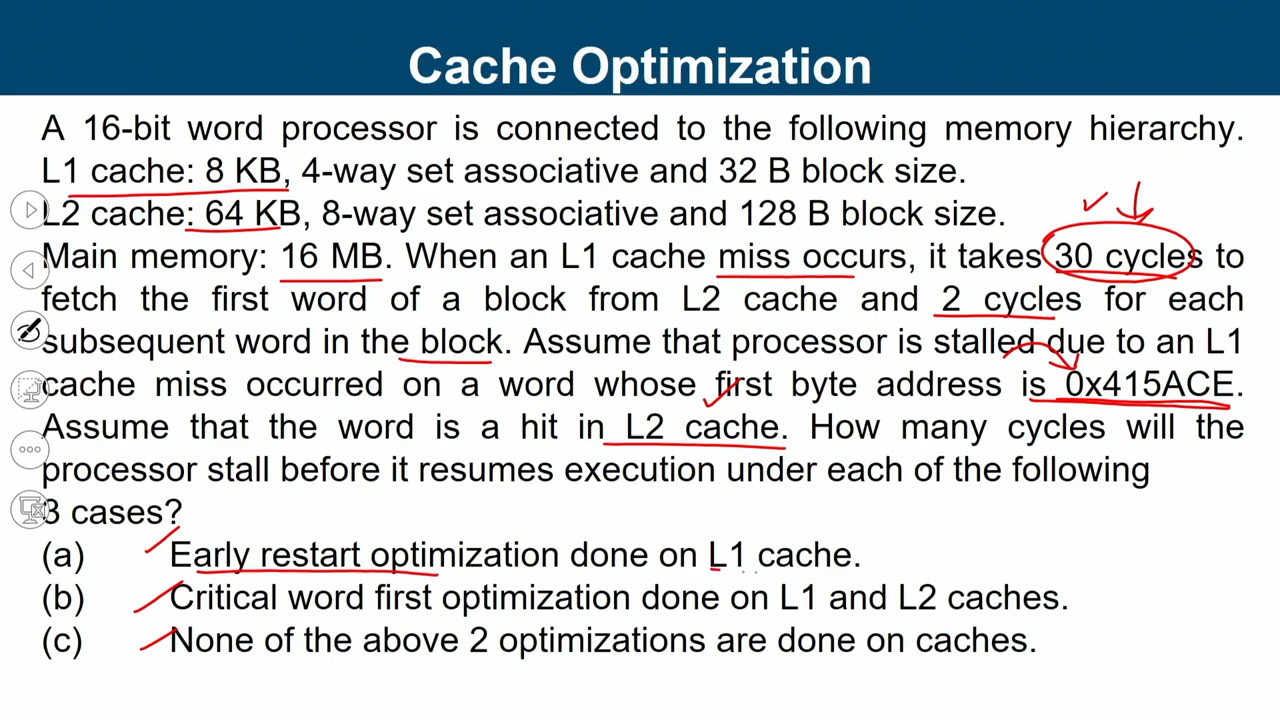 Cache Optimization
A 16-bit word processor is connected to the following memory hierarchy.
L1 cache: 8 KB, 4-way set associative and 32 B block size.
L2 cache: 64 KB, 8-way set associative and 128 B block size.
Main memory: 16 MB. When an L1 cache miss occurs, it takes 30 cycles to
fetch the first word of a block from L2 cache and 2 cycles for each
subsequent word in the block. Assume that processor is stalled due to an L1
cache miss occurred on a word whose first byte address is 0x415ACE.
Assume that the word is a hit in L2 cache. How many cycles will the
processor stall before it resumes execution under each of the following
3 cases?
(a) Early restart optimization done on L1 cache.
(b) Critical word first optimization done on L1 and L2 caches.
(c) None of the above 2 optimizations are done on caches.